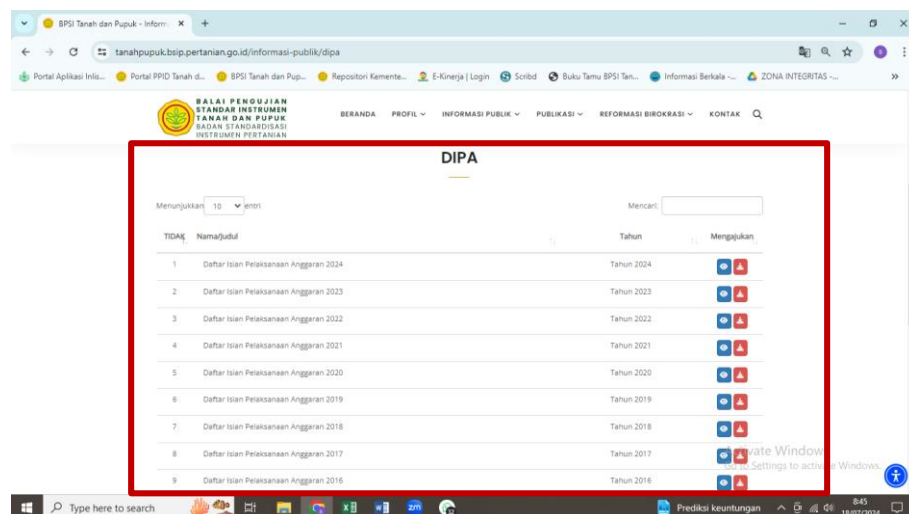 BPSI Tanah dan Pupuk - Inform
tanahpupuk.bsip.pertanian.go.id/informasi-publik/dipa
Portal Aplikasi Inlis... Portal PPID Tanah d... BPSI Tanah dan Pup... Repositori Kemente... E-Kinerja | Login Scribd Buku Tamu BPSI Tan... Informasi Berkala -... ZONA INTEGRITAS -...
BALAI PENGUJIAN
STANDAR INSTRUMEN
TANAH DAN PUPUK
BADAN STANDARDISASI
INSTRUMEN PERTANIAN
BERANDA PROFIL INFORMASI PUBLIK PUBLIKASI REFORMASI BIROKRASI KONTAK
DIPA
Menunjukkan 10 entri Mencari:
TIDAK Nama/Judul Tahun Mengajukan
1 Daftar Isian Pelaksanaan Anggaran 2024 Tahun 2024
2 Daftar Isian Pelaksanaan Anggaran 2023 Tahun 2023
3 Daftar Isian Pelaksanaan Anggaran 2022 Tahun 2022
4 Daftar Isian Pelaksanaan Anggaran 2021 Tahun 2021
5 Daftar Isian Pelaksanaan Anggaran 2020 Tahun 2020
6 Daftar Isian Pelaksanaan Anggaran 2019 Tahun 2019
7 Daftar Isian Pelaksanaan Anggaran 2018 Tahun 2018
8 Daftar Isian Pelaksanaan Anggaran 2017 Tahun 2017
9 Daftar Isian Pelaksanaan Anggaran 2016 Tahun 2016
Activate Windows
Go to Settings to activate Windows.
Type here to search
zm
Prediksi keuntungan
8:45
18/07/2024